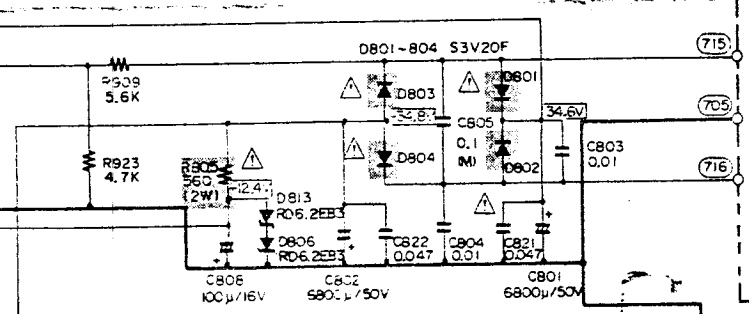 D801~804 S3V20F
715
R909
5.6K
D803
D801
-34.8
34.6V
705
C805
0.1
(M)
C803
0.01
R923
4.7K
R805
560
(2W)
-12.4
D804
D802
716
D813
RD6.2EB3
D806
RD6.2EB3
C822
0.047
C804
0.01
C821
0.047
C808
100μ/16V
C802
6800μ/50V
C801
6800μ/50V